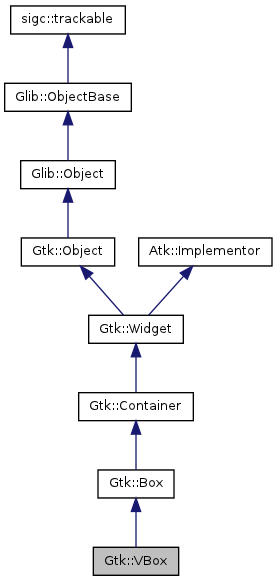 sigc::trackable
Glib::ObjectBase
Glib::Object
Gtk::Object
Atk::Implementor
Gtk::Widget
Gtk::Container
Gtk::Box
Gtk::VBox